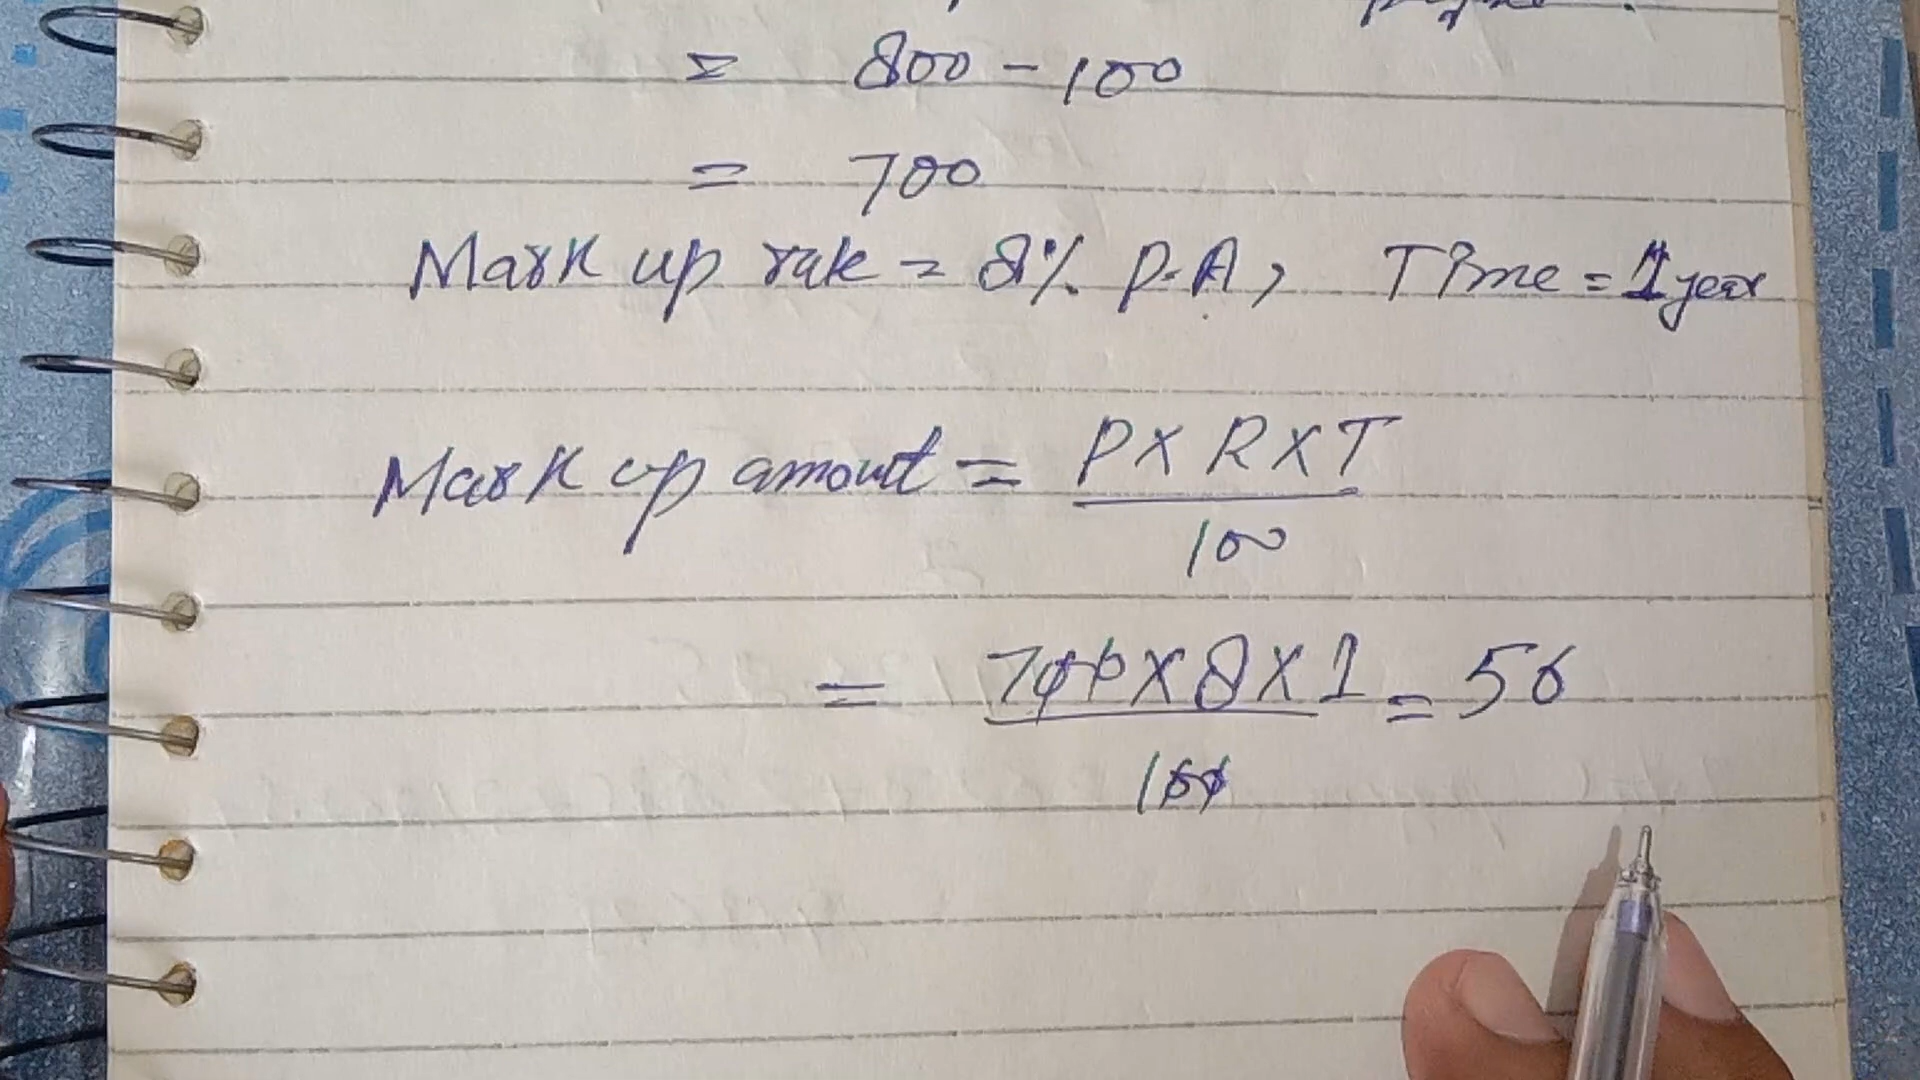 = 800 - 100
= 700
Mark up rate = 8% P.A, Time = 1 year
Mark up amount = P X R X T
100
= 700 X 8 X 1 = 56
100